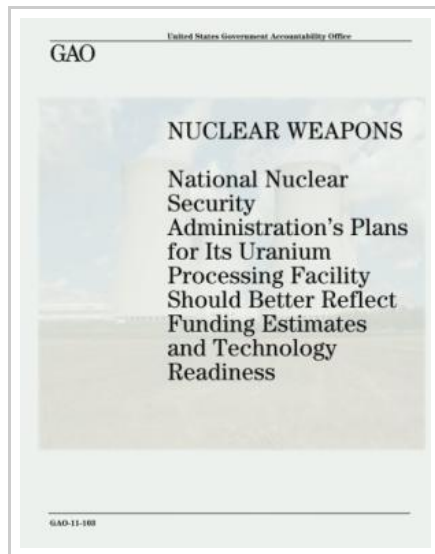 United States Government Accountability Office
GAO
NUCLEAR WEAPONS
National Nuclear
Security
Administration's Plans
for Its Uranium
Processing Facility
Should Better Reflect
Funding Estimates
and Technology
Readiness
GAO-11-103